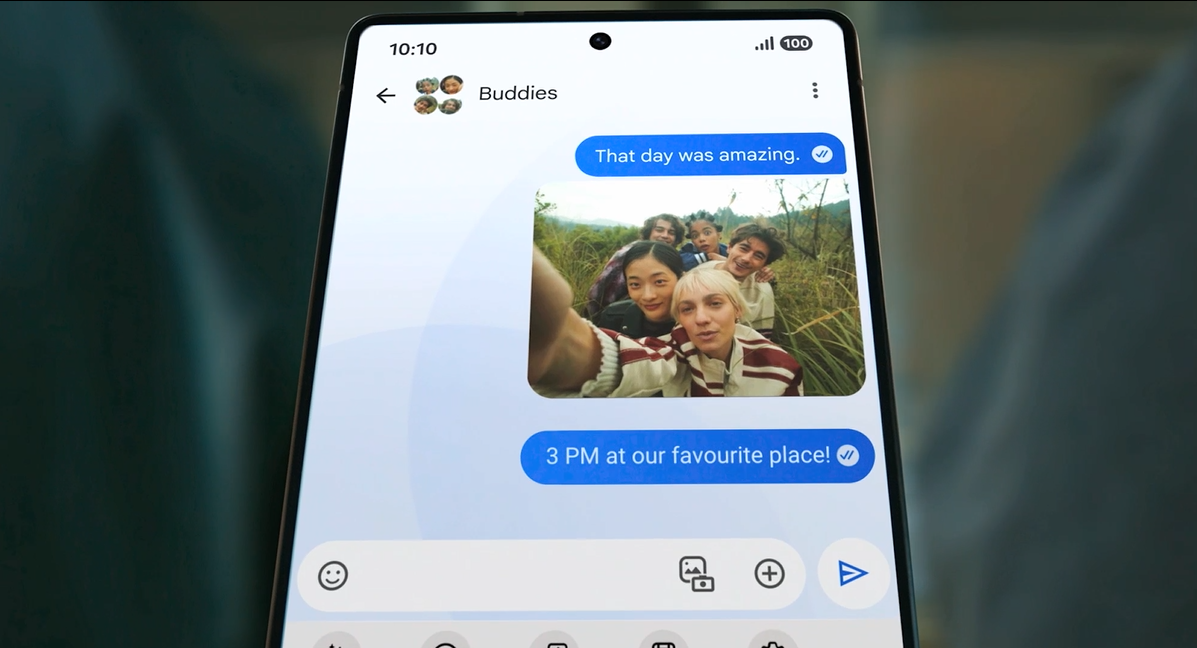 10:10
100
Buddies
That day was amazing.
3 PM at our favourite place!